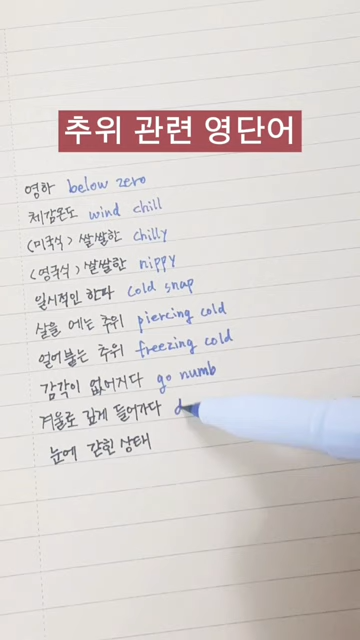 추위 관련 영단어
영하 below zero
체감온도 wind chill
(미국식) 쌀쌀한 chilly
(영국식) 쌀쌀한 nippy
일시적인 한파 cold snap
살을 에는 추위 piercing cold
얼어붙는 추위 freezing cold
감각이 없어지다 go numb
겨울로 깊게 들어가다 d
눈에 갇힌 상태